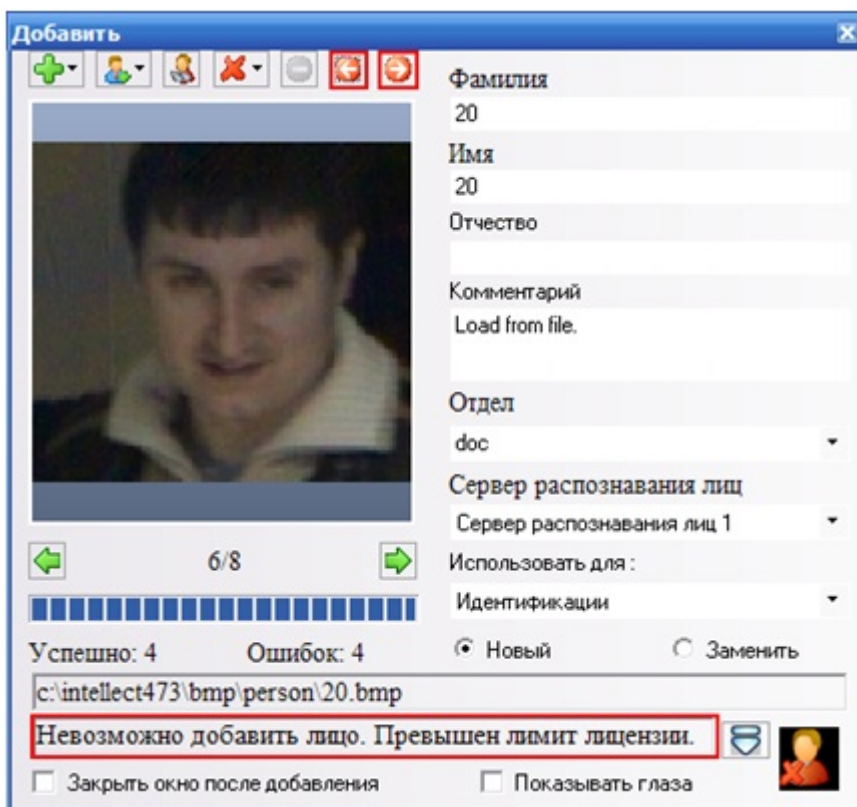 Добавить
Фамилия
20
Имя
20
Отчество
Комментарий
Load from file.
Отдел
doc
Сервер распознавания лиц
Сервер распознавания лиц 1
6/8
Использовать для :
Идентификации
Успешно: 4 Ошибок: 4
Новый Заменить
c:\intellect473\bmp\person\20.bmp
Невозможно добавить лицо. Превышен лимит лицензии.
Закрыть окно после добавления Показывать глаза